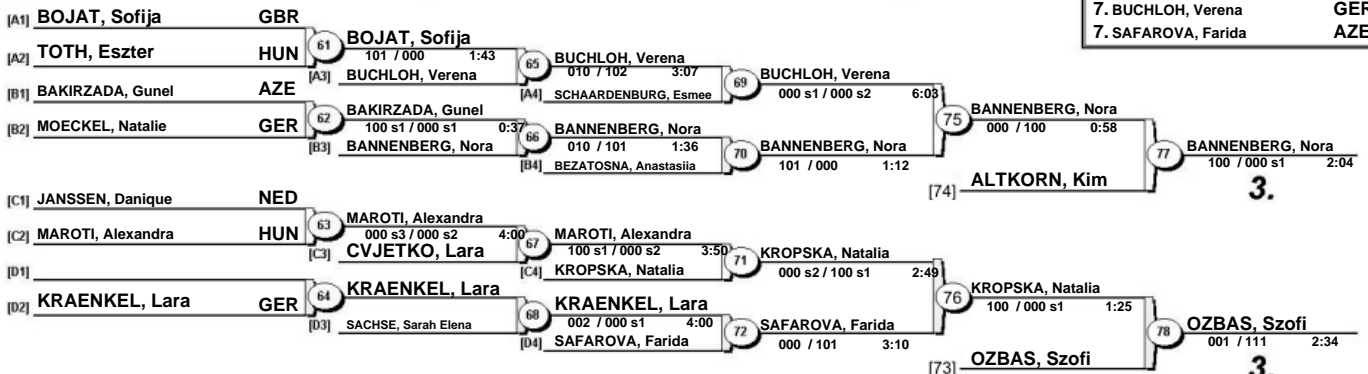 7. BUCHLOH, Verena GER
7. SAFAROVA, Farida AZE
[A1] BOJAT, Sofija GBR
[A2] TOTH, Eszter HUN
61 BOJAT, Sofija
101 / 000 1:43
[A3] BUCHLOH, Verena
65 BUCHLOH, Verena
010 / 102 3:07
[A4] SCHAARDENBURG, Esmee
69 BUCHLOH, Verena
000 s1 / 000 s2 6:03
[B1] BAKIRZADA, Gunel AZE
[B2] MOECKEL, Natalie GER
62 BAKIRZADA, Gunel
100 s1 / 000 s1 0:37
[B3] BANNENBERG, Nora
66 BANNENBERG, Nora
010 / 101 1:36
[B4] BEZATOSNA, Anastasiia
70 BANNENBERG, Nora
101 / 000 1:12
75 BANNENBERG, Nora
000 / 100 0:58
[74] ALTKORN, Kim
77 BANNENBERG, Nora
100 / 000 s1 2:04
3.
[C1] JANSSEN, Danique NED
[C2] MAROTI, Alexandra HUN
63 MAROTI, Alexandra
000 s3 / 000 s2 4:00
[C3] CVJETKO, Lara
67 MAROTI, Alexandra
100 s1 / 000 s2 3:50
[C4] KROPSKA, Natalia
71 KROPSKA, Natalia
000 s2 / 100 s1 2:49
[D1]
[D2] KRAENKEL, Lara GER
64 KRAENKEL, Lara
[D3] SACHSE, Sarah Elena
68 KRAENKEL, Lara
002 / 000 s1 4:00
[D4] SAFAROVA, Farida
72 SAFAROVA, Farida
000 / 101 3:10
76 KROPSKA, Natalia
100 / 000 s1 1:25
[73] OZBAS, Szofi
78 OZBAS, Szofi
001 / 111 2:34
3.